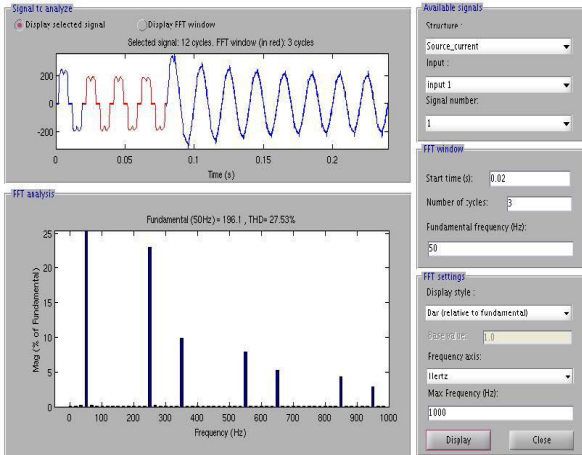 Signal to analyze
Display selected signal
Display FFT window
Selected signal: 12 cycles. FFT window (in red): 3 cycles
200
0
-200
0 0.05 0.1 0.15 0.2
Time (s)
FFT analysis
Fundamental (50Hz) = 196.1 , THD= 27.53%
Mag (% of Fundamental)
25
20
15
10
5
0
0 100 200 300 400 500 600 700 800 900 1000
Frequency (Hz)
Available signals
Structure :
Source_current
Input :
input 1
Signal number:
1
FFT window
Start time (s): 0.02
Number of cycles: 3
Fundamental frequency (Hz):
50
FFT settings
Display style :
Bar (relative to fundamental)
Base value: 1.0
Frequency axis:
Hertz
Max Frequency (Hz):
1000
Display
Close